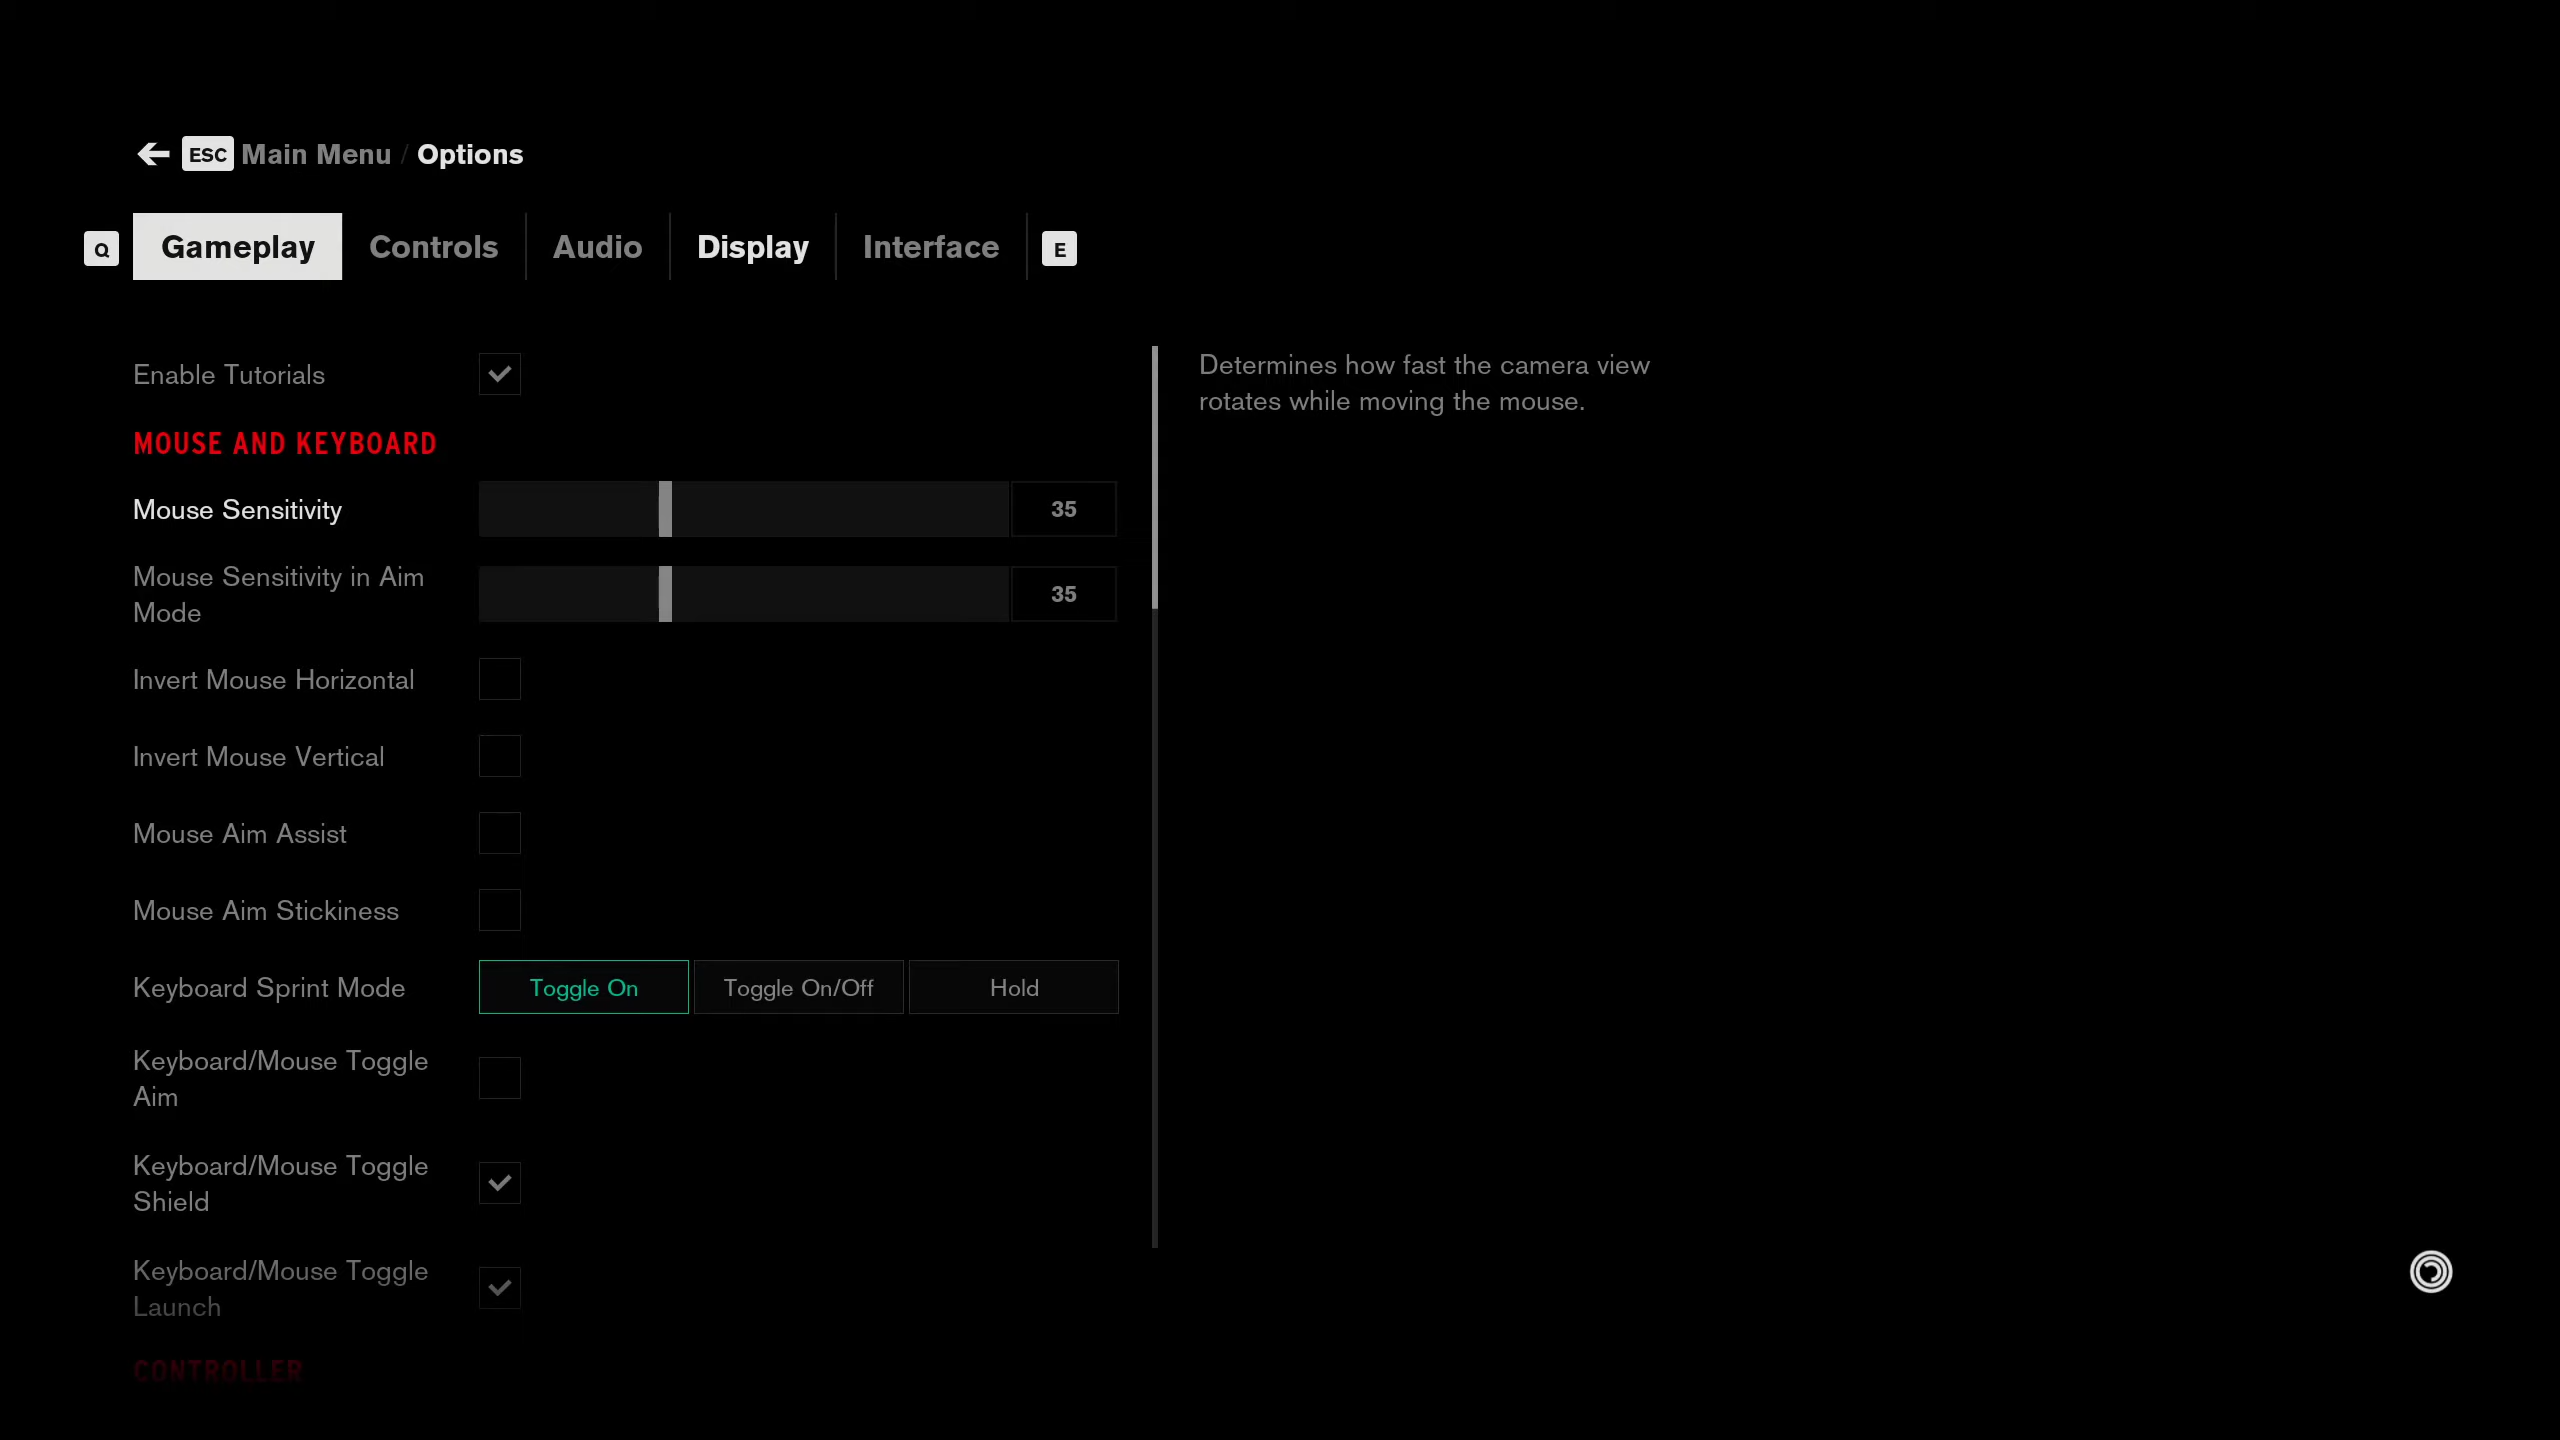 ESC Main Menu / Options
Q Gameplay Controls Audio Display Interface E
Enable Tutorials
MOUSE AND KEYBOARD
Mouse Sensitivity 35
Mouse Sensitivity in Aim
Mode 35
Invert Mouse Horizontal
Invert Mouse Vertical
Mouse Aim Assist
Mouse Aim Stickiness
Keyboard Sprint Mode Toggle On Toggle On/Off Hold
Keyboard/Mouse Toggle
Aim
Keyboard/Mouse Toggle
Shield
Keyboard/Mouse Toggle
Launch
CONTROLLER
Determines how fast the camera view
rotates while moving the mouse.